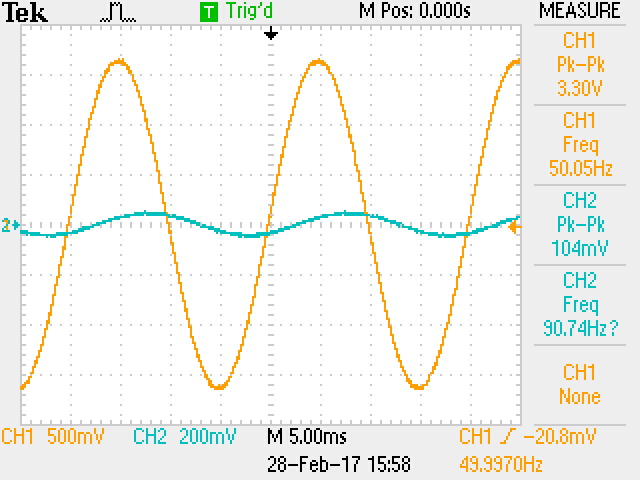 Tek T Trig'd M Pos: 0.000s MEASURE
CH1
Pk-Pk
3.30V
CH1
Freq
50.05Hz
CH2
Pk-Pk
104mV
CH2
Freq
90.74Hz?
CH1
None
2
CH1 500mV CH2 200mV M 5.00ms CH1 -20.8mV
28-Feb-17 15:58 49.9970Hz